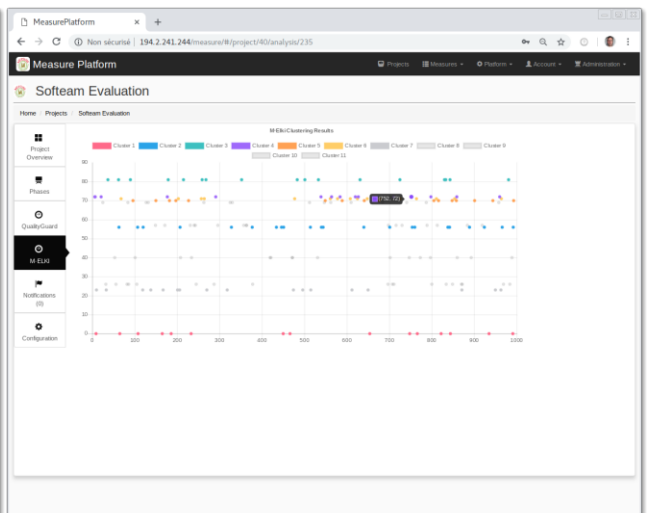 MeasurePlatform
Non sécurisé | 194.2.241.244/measure/#/project/40/analysis/235
Measure Platform
Projects Measures Platform Account Administration
Softeam Evaluation
Home / Projects / Softeam Evaluation
Project
Overview
Phases
QualityGuard
M-ELKI
Notifications
(0)
Configuration
M-Elki Clustering Results
Cluster 1 Cluster 2 Cluster 3 Cluster 4 Cluster 5 Cluster 6 Cluster 7 Cluster 8 Cluster 9
Cluster 10 Cluster 11
90
80
70
60
50
40
30
20
10
0
0 100 200 300 400 500 600 700 800 900 1000